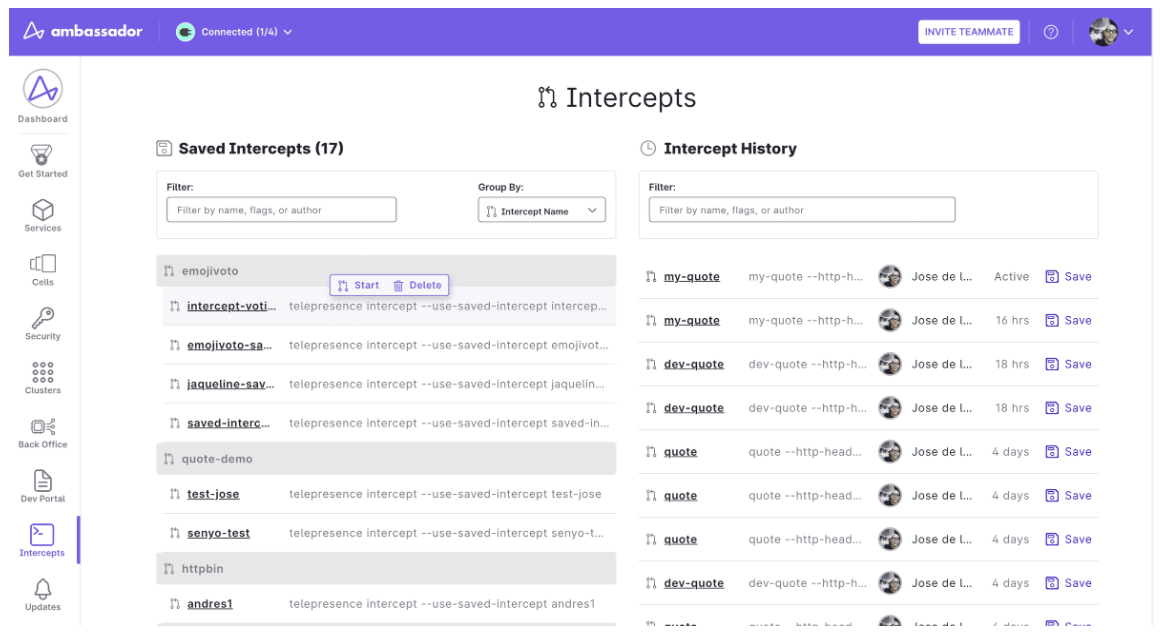 ambassador
Connected (1/4)
INVITE TEAMMATE
Dashboard
Get Started
Services
Cells
Security
Clusters
Back Office
Dev Portal
Intercepts
Updates
Intercepts
Saved Intercepts (17)
Filter:
Group By:
Filter by name, flags, or author
Intercept Name
emojivoto
Start Delete
intercept-voti... telepresence intercept --use-saved-intercept intercep...
emojivoto-sa... telepresence intercept --use-saved-intercept emojivot...
jaqueline-sav... telepresence intercept --use-saved-intercept jaquelin...
saved-interc... telepresence intercept --use-saved-intercept saved-in...
quote-demo
test-jose telepresence intercept --use-saved-intercept test-jose
senyo-test telepresence intercept --use-saved-intercept senyo-t...
httpbin
andres1 telepresence intercept --use-saved-intercept andres1
Intercept History
Filter:
Filter by name, flags, or author
my-quote my-quote --http-h... Jose de l... Active Save
my-quote my-quote --http-h... Jose de l... 16 hrs Save
dev-quote dev-quote --http-h... Jose de l... 18 hrs Save
dev-quote dev-quote --http-h... Jose de l... 18 hrs Save
quote quote --http-head... Jose de l... 4 days Save
quote quote --http-head... Jose de l... 4 days Save
quote quote --http-head... Jose de l... 4 days Save
dev-quote dev-quote --http-h... Jose de l... 4 days Save